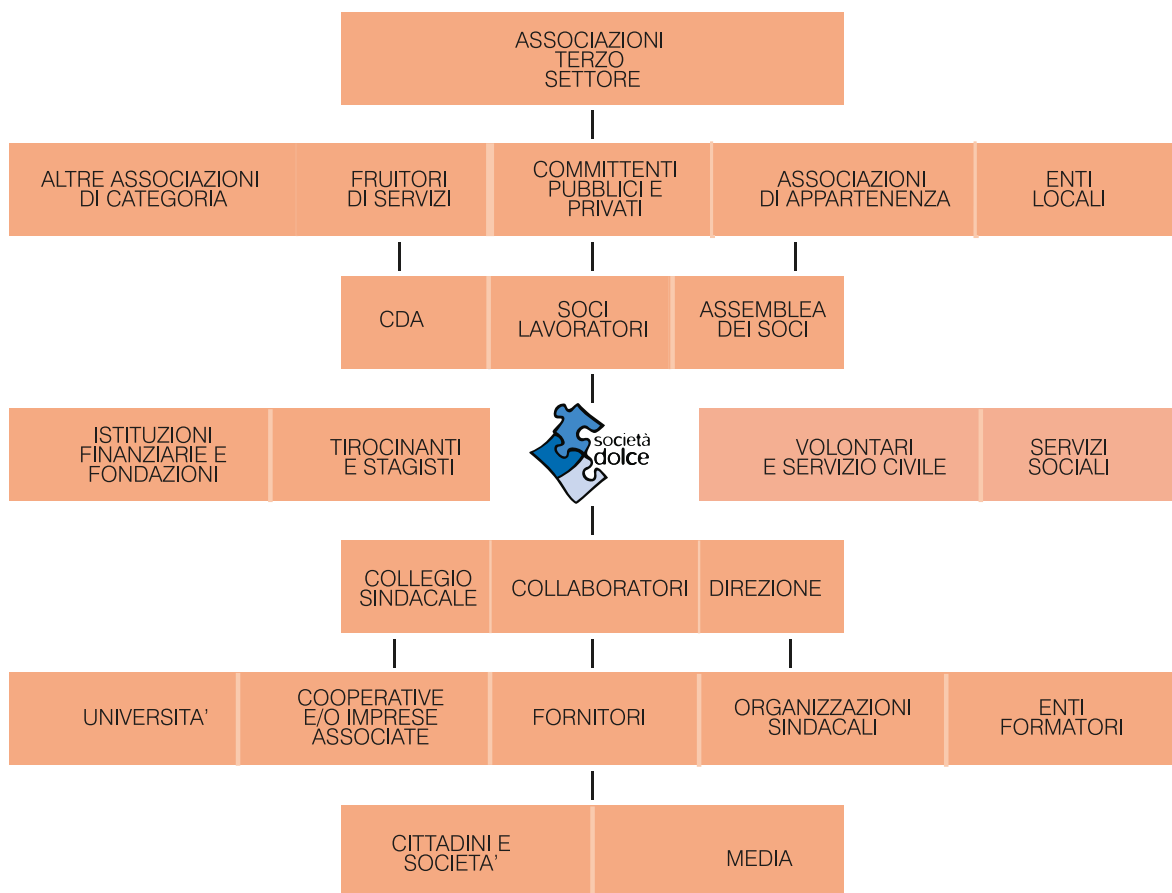 ASSOCIAZIONI
TERZO
SETTORE
ALTRE ASSOCIAZIONI
DI CATEGORIA
FRUITORI
DI SERVIZI
COMMITTENTI
PUBBLICI E
PRIVATI
ASSOCIAZIONI
DI APPARTENENZA
ENTI
LOCALI
CDA
SOCI
LAVORATORI
ASSEMBLEA
DEI SOCI
ISTITUZIONI
FINANZIARIE E
FONDAZIONI
TIROCINANTI
E STAGISTI
società
dolce
VOLONTARI
E SERVIZIO CIVILE
SERVIZI
SOCIALI
COLLEGIO
SINDACALE
COLLABORATORI
DIREZIONE
UNIVERSITA'
COOPERATIVE
E/O IMPRESE
ASSOCIATE
FORNITORI
ORGANIZZAZIONI
SINDACALI
ENTI
FORMATORI
CITTADINI E
SOCIETA'
MEDIA